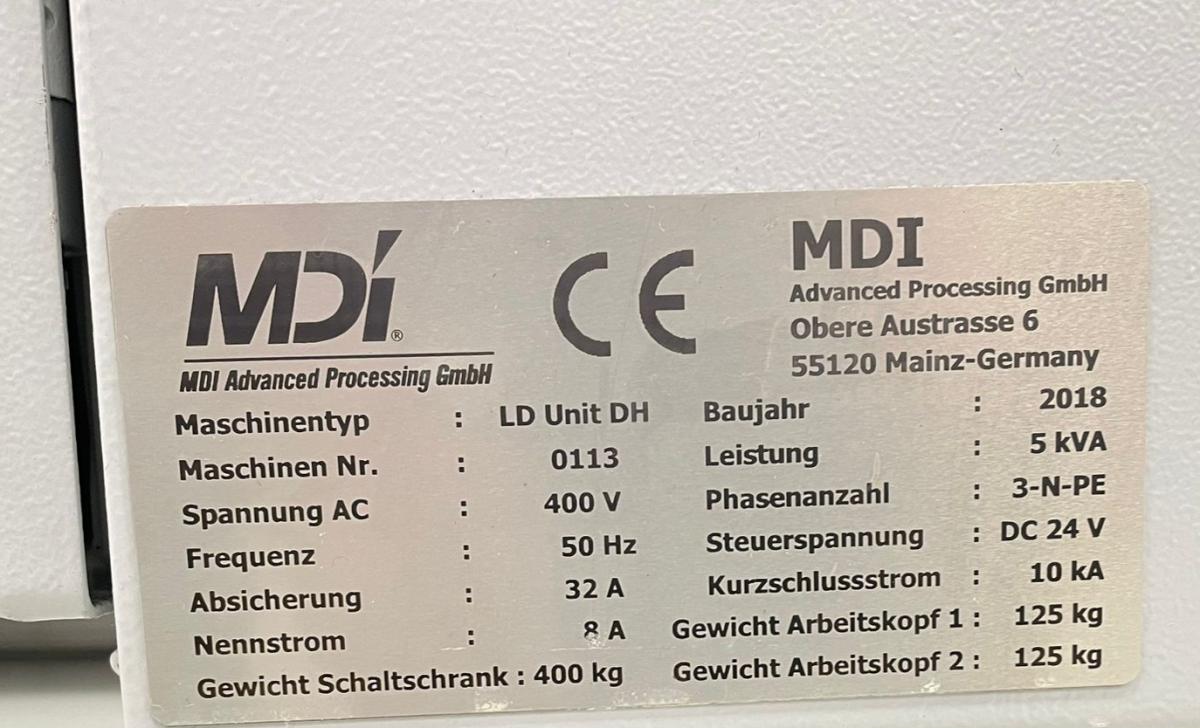 MDi®
MDI Advanced Processing GmbH
CE
MDI
Advanced Processing GmbH
Obere Austrasse 6
55120 Mainz-Germany
Maschinentyp : LD Unit DH
Maschinen Nr. : 0113
Spannung AC : 400 V
Frequenz : 50 Hz
Absicherung : 32 A
Nennstrom : 8 A
Gewicht Schaltschrank : 400 kg
Baujahr : 2018
Leistung : 5 kVA
Phasenanzahl : 3-N-PE
Steuerspannung : DC 24 V
Kurzschlussstrom : 10 kA
Gewicht Arbeitskopf 1 : 125 kg
Gewicht Arbeitskopf 2 : 125 kg